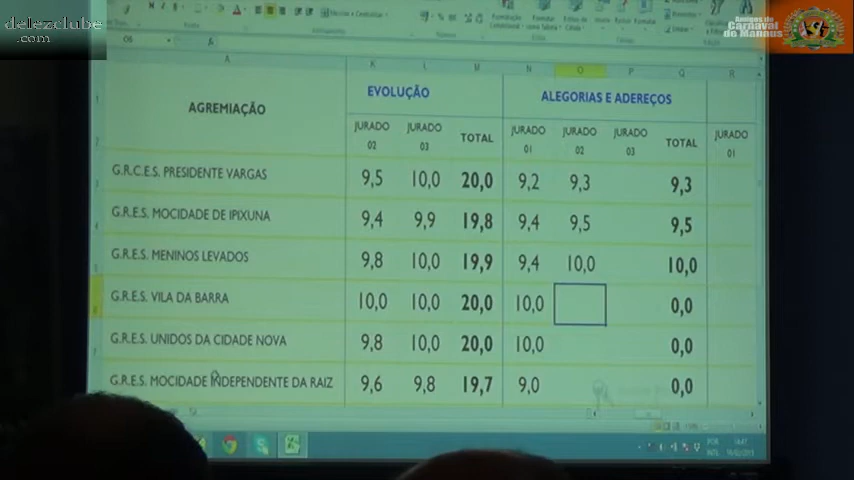 delezclube
.com
Amigos do
Carnaval
de Manaus
O6
fx
A K L M N O P Q R
AGREMIAÇÃO EVOLUÇÃO ALEGORIAS E ADEREÇOS
JURADO 02 JURADO 03 TOTAL JURADO 01 JURADO 02 JURADO 03 TOTAL JURADO 01
G.R.C.E.S. PRESIDENTE VARGAS 9,5 10,0 20,0 9,2 9,3 9,3
G.R.E.S. MOCIDADE DE IPIXUNA 9,4 9,9 19,8 9,4 9,5 9,5
G.R.E.S. MENINOS LEVADOS 9,8 10,0 19,9 9,4 10,0 10,0
G.R.E.S. VILA DA BARRA 10,0 10,0 20,0 10,0 0,0
G.R.E.S. UNIDOS DA CIDADE NOVA 9,8 10,0 20,0 10,0 0,0
G.R.E.S. MOCIDADE INDEPENDENTE DA RAIZ 9,6 9,8 19,7 9,0 0,0
POR